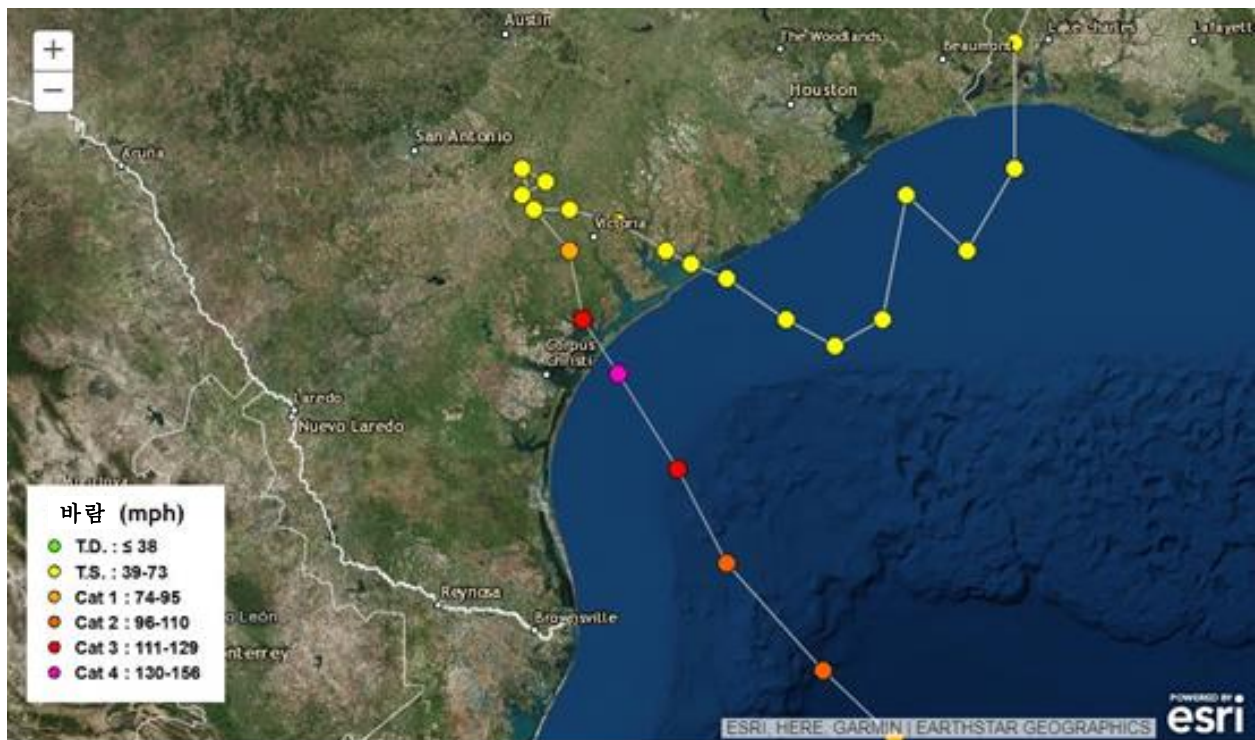 +
−
Austin
The Woodlands
Beaumont
Lake Charles
Lafayett
Houston
San Antonio
Acuña
Victoria
Corpus
Christi
Laredo
Nuevo Laredo
바람 (mph)
T.D. : ≤ 38
T.S. : 39-73
Cat 1 : 74-95
Cat 2 : 96-110
Cat 3 : 111-129
Cat 4 : 130-156
Reynosa
Brownsville
o León
onterrey
ESRI, HERE, GARMIN | EARTHSTAR GEOGRAPHICS
POWERED BY
esri